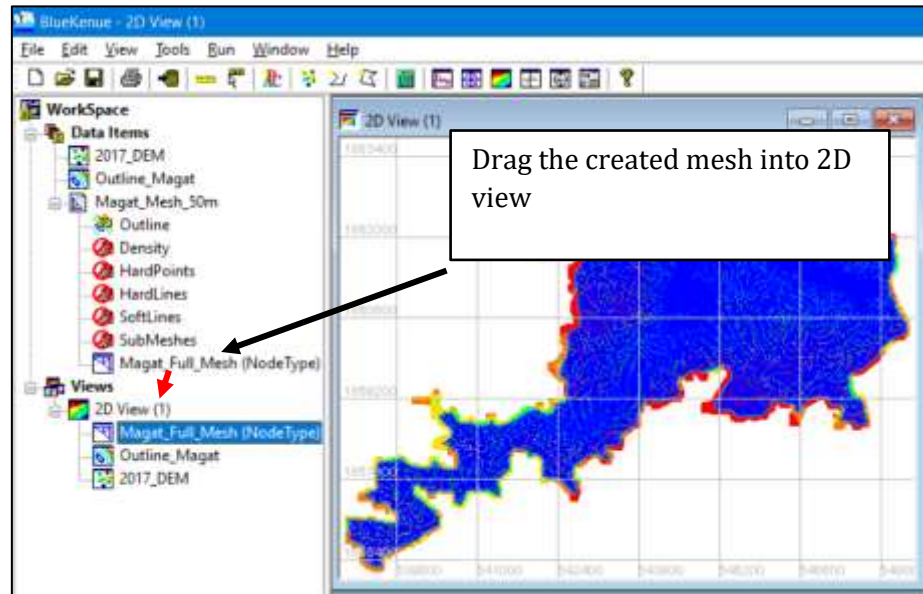 BlueKenue - 2D View (1)
File Edit View Tools Run Window Help
WorkSpace
Data Items
2017_DEM
Outline_Magat
Magat_Mesh_50m
Outline
Density
HardPoints
HardLines
SoftLines
SubMeshes
Magat_Full_Mesh (NodeType)
Views
2D View (1)
Magat_Full_Mesh (NodeType)
Outline_Magat
2017_DEM
2D View (1)
Drag the created mesh into 2D
view